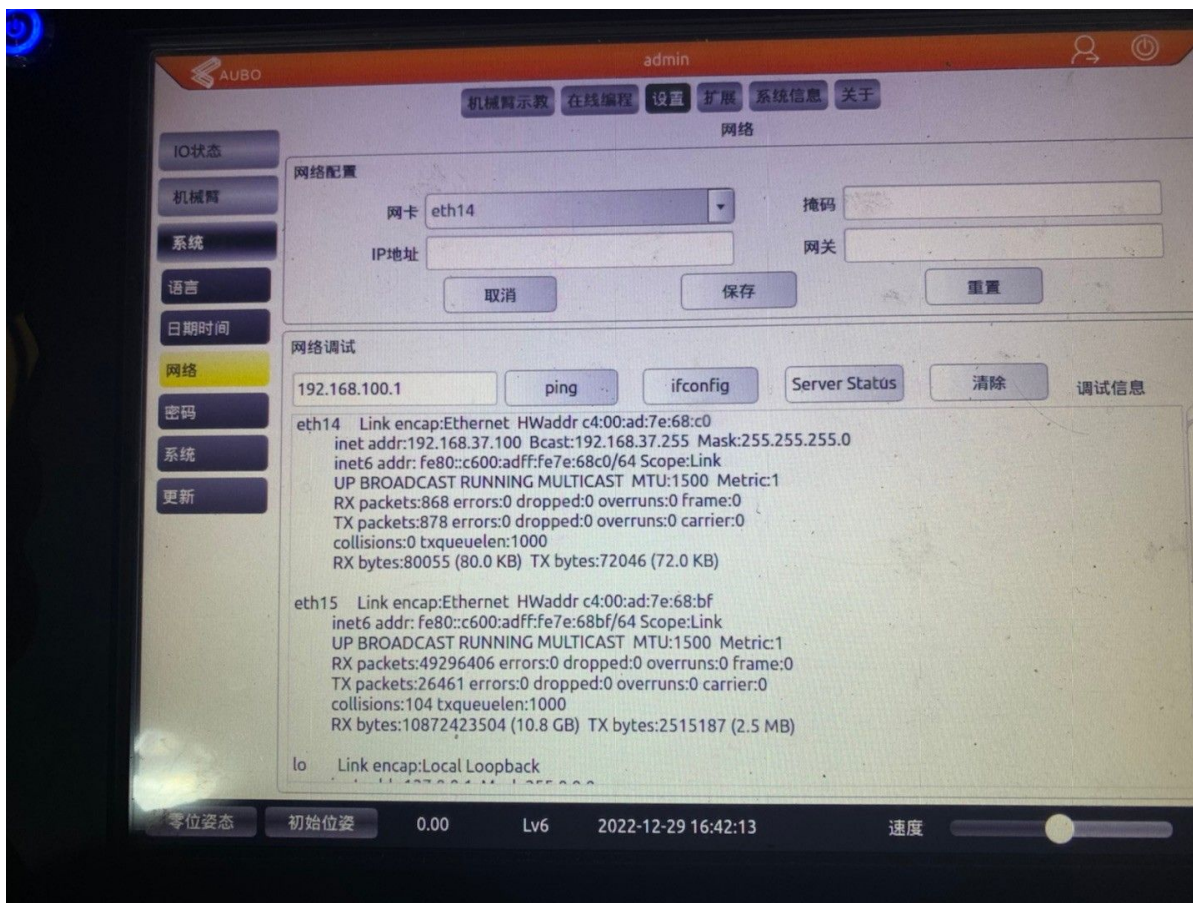 AUBO
admin
机械臂示教 在线编程 设置 扩展 系统信息 关于
网络
IO状态
机械臂
系统
语言
日期时间
网络
密码
系统
更新
网络配置
网卡 eth14 掩码
IP地址 网关
取消 保存 重置
网络调试
192.168.100.1 ping ifconfig Server Status 清除 调试信息
eth14 Link encap:Ethernet HWaddr c4:00:ad:7e:68:c0
inet addr:192.168.37.100 Bcast:192.168.37.255 Mask:255.255.255.0
inet6 addr: fe80::c600:adff:fe7e:68c0/64 Scope:Link
UP BROADCAST RUNNING MULTICAST MTU:1500 Metric:1
RX packets:868 errors:0 dropped:0 overruns:0 frame:0
TX packets:878 errors:0 dropped:0 overruns:0 carrier:0
collisions:0 txqueuelen:1000
RX bytes:80055 (80.0 KB) TX bytes:72046 (72.0 KB)
eth15 Link encap:Ethernet HWaddr c4:00:ad:7e:68:bf
inet6 addr: fe80::c600:adff:fe7e:68bf/64 Scope:Link
UP BROADCAST RUNNING MULTICAST MTU:1500 Metric:1
RX packets:49296406 errors:0 dropped:0 overruns:0 frame:0
TX packets:26461 errors:0 dropped:0 overruns:0 carrier:0
collisions:104 txqueuelen:1000
RX bytes:10872423504 (10.8 GB) TX bytes:2515187 (2.5 MB)
lo Link encap:Local Loopback
零位姿态 初始位姿 0.00 Lv6 2022-12-29 16:42:13 速度